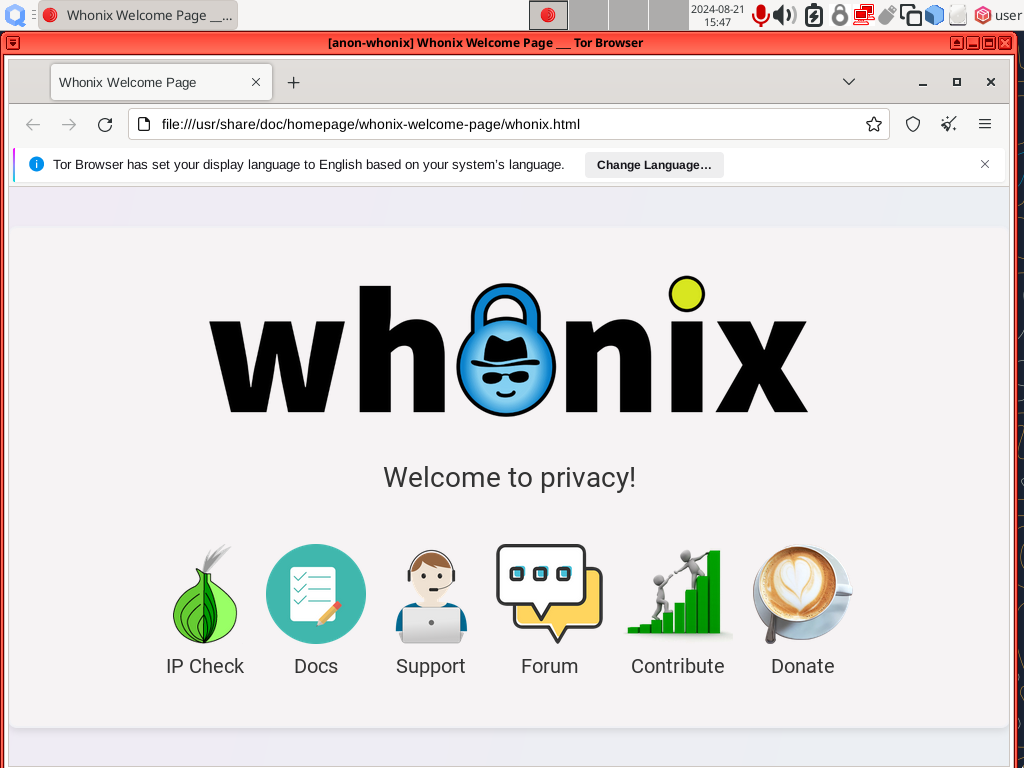 Whonix Welcome Page __...
2024-08-21
15:47
user
[anon-whonix] Whonix Welcome Page ___ Tor Browser
Whonix Welcome Page
file:///usr/share/doc/homepage/whonix-welcome-page/whonix.html
Tor Browser has set your display language to English based on your system's language.
Change Language...
whonix
Welcome to privacy!
IP Check
Docs
Support
Forum
Contribute
Donate